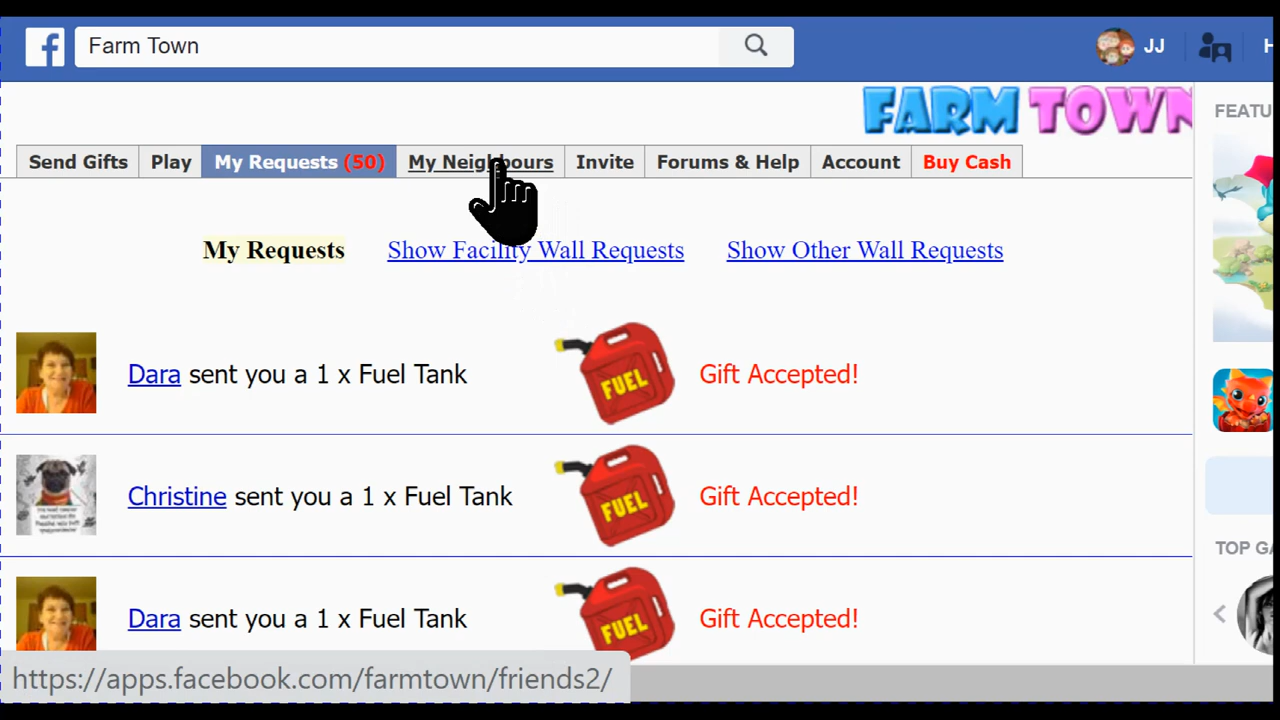 Farm Town
JJ
FARM TOWN
FEATU
Send Gifts Play My Requests (50) My Neighbours Invite Forums & Help Account Buy Cash
My Requests Show Facility Wall Requests Show Other Wall Requests
Dara sent you a 1 x Fuel Tank FUEL Gift Accepted!
Christine sent you a 1 x Fuel Tank FUEL Gift Accepted!
TOP GA
Dara sent you a 1 x Fuel Tank FUEL Gift Accepted!
https://apps.facebook.com/farmtown/friends2/